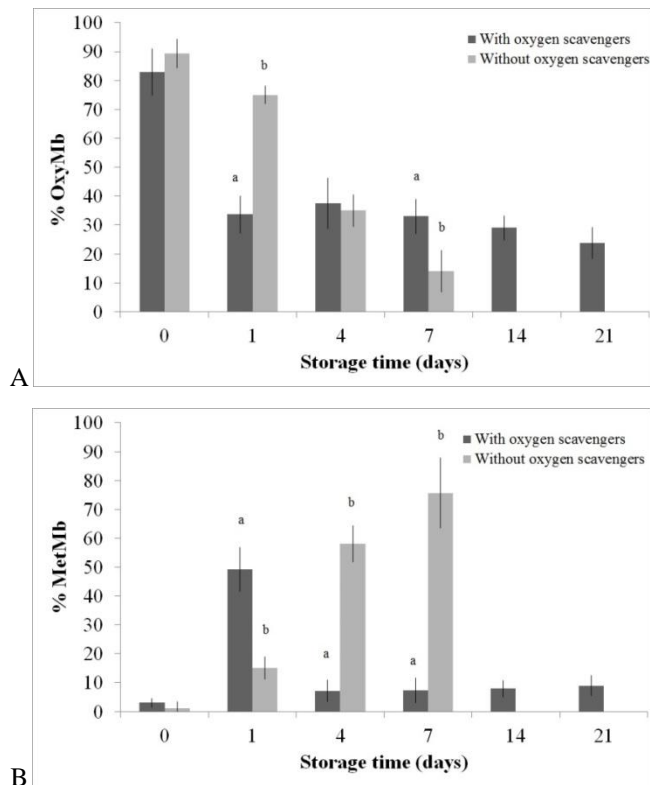 100
90
80
70
60
50
40
30
20
10
0
% OxyMb
With oxygen scavengers
Without oxygen scavengers
a
b
a
b
0 1 4 7 14 21
Storage time (days)
A
100
90
80
70
60
50
40
30
20
10
0
% MetMb
With oxygen scavengers
Without oxygen scavengers
a
b
a
b
a
b
0 1 4 7 14 21
Storage time (days)
B